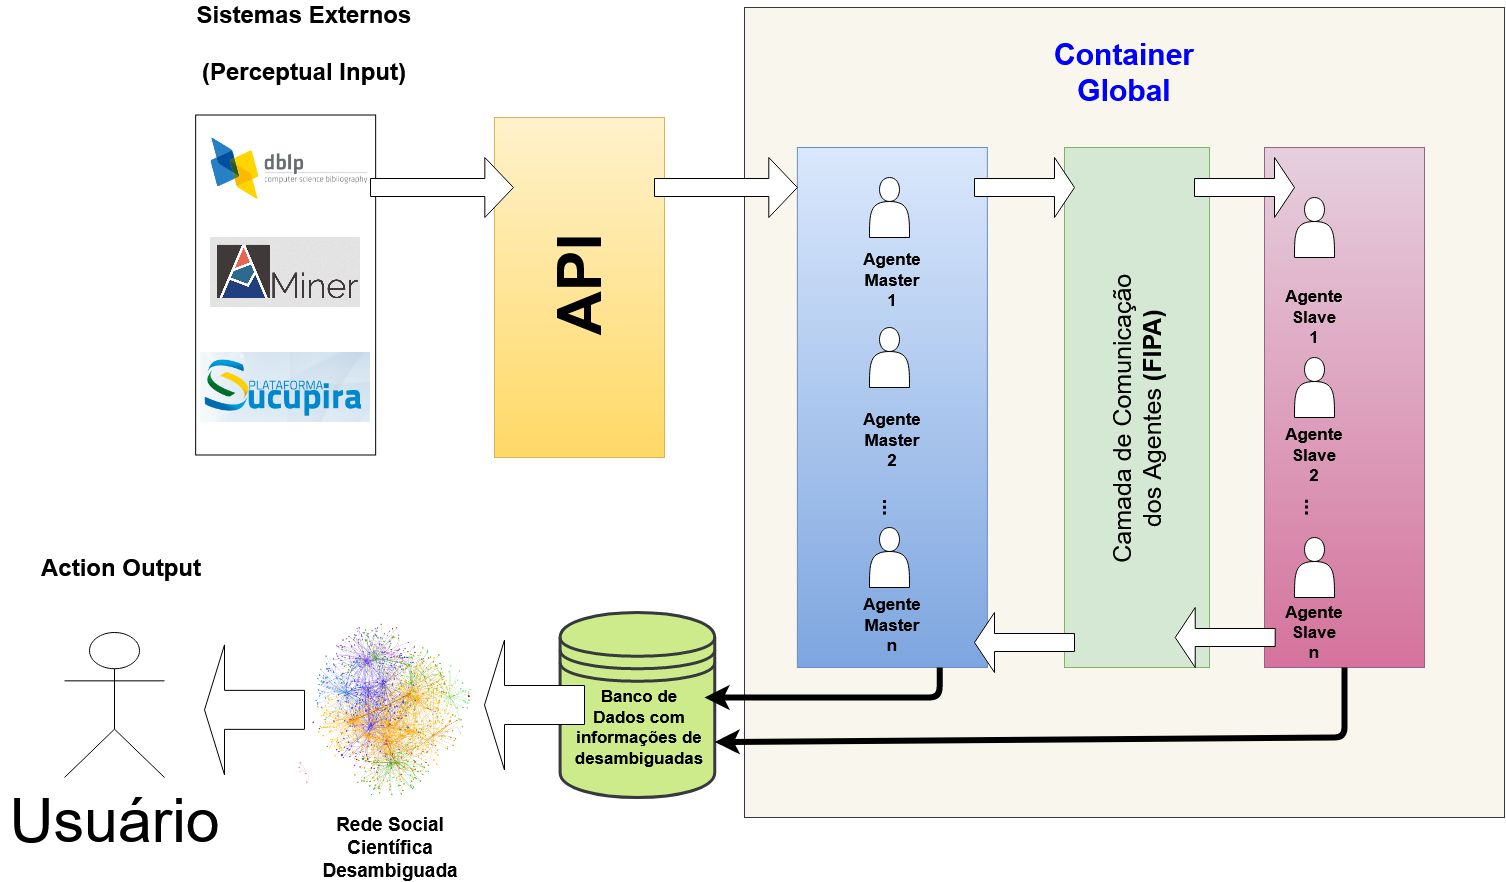 Sistemas Externos
(Perceptual Input)
dblp
computer science bibliography
AMiner
PLATAFORMA
Sucupira
API
Container
Global
Agente
Master
1
Agente
Master
2
...
Agente
Master
n
Camada de Comunicação
dos Agentes (FIPA)
Agente
Slave
1
Agente
Slave
2
...
Agente
Slave
n
Action Output
Usuário
Rede Social
Científica
Desambiguada
Banco de
Dados com
informações de
desambiguadas